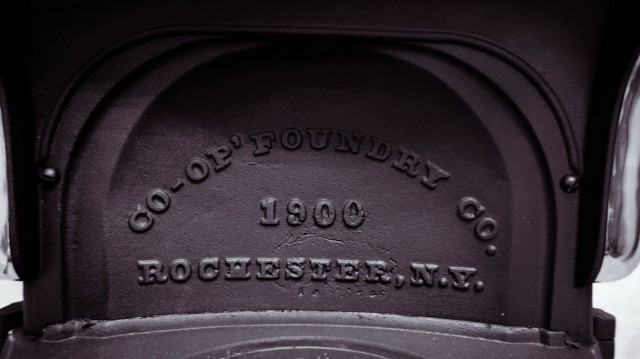 CO-OP' FOUNDRY CO.
1900
ROCHESTER, N.Y.